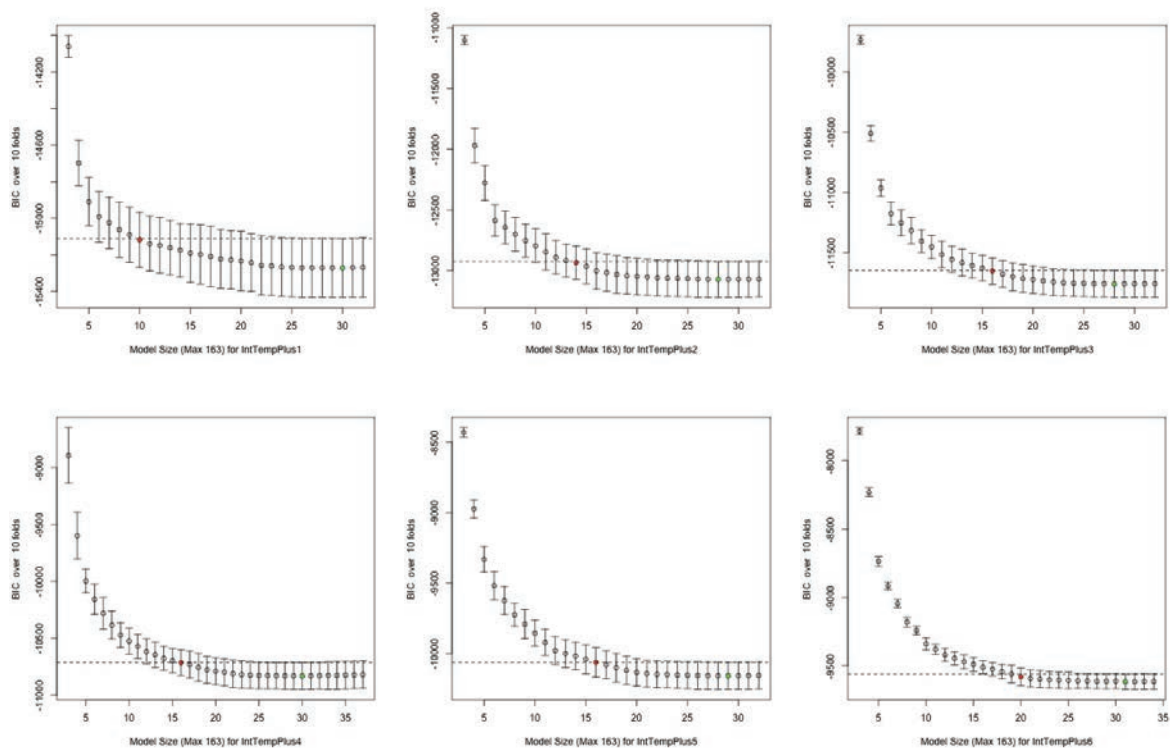 BIC over 10 folds
-14200
-14600
-15000
-15400
5 10 15 20 25 30
Model Size (Max 163) for IntTempPlus1
BIC over 10 folds
-11000
-11500
-12000
-12500
-13000
5 10 15 20 25 30
Model Size (Max 163) for IntTempPlus2
BIC over 10 folds
-10000
-10500
-11000
-11500
5 10 15 20 25 30
Model Size (Max 163) for IntTempPlus3
BIC over 10 folds
-9000
-9500
-10000
-10500
-11000
5 10 15 20 25 30 35
Model Size (Max 163) for IntTempPlus4
BIC over 10 folds
-8500
-9000
-9500
-10000
5 10 15 20 25 30
Model Size (Max 163) for IntTempPlus5
BIC over 10 folds
-8000
-8500
-9000
-9500
5 10 15 20 25 30 35
Model Size (Max 163) for IntTempPlus6